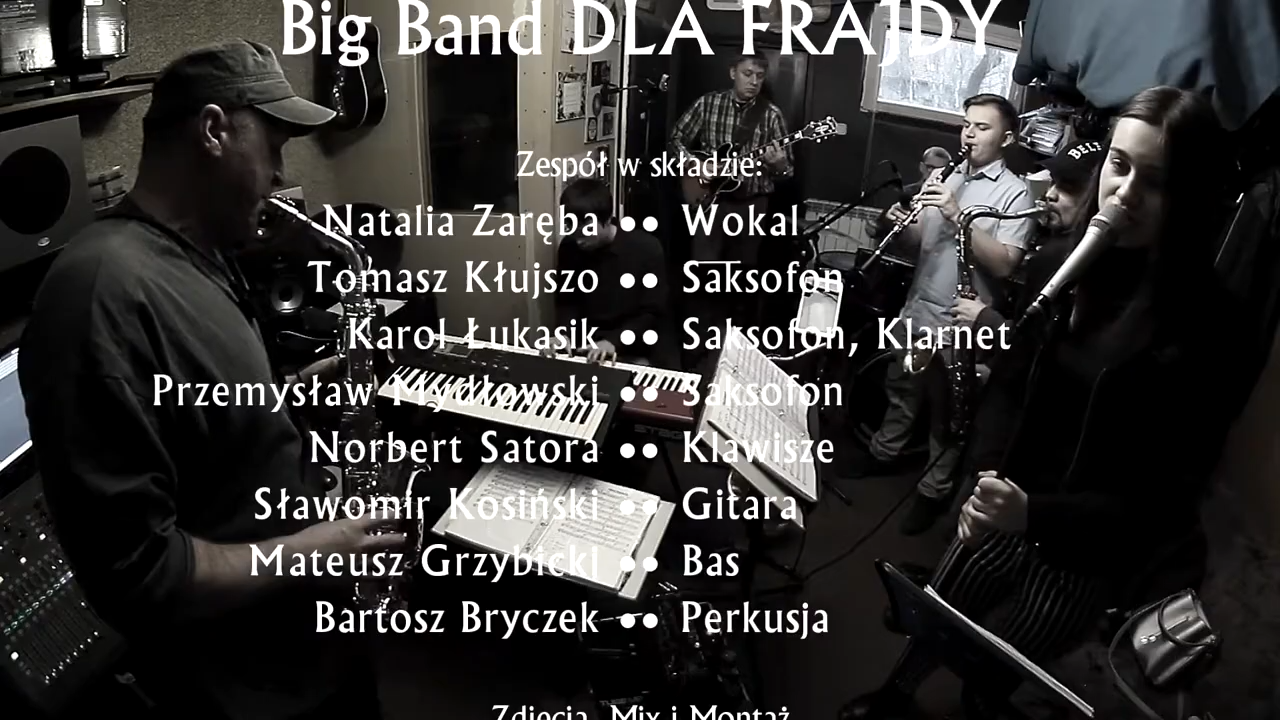 Big Band DLA FRAJDY
Zespół w składzie:
Natalia Zaręba •• Wokal
Tomasz Kłujszo •• Saksofon
Karol Łukasik •• Saksofon, Klarnet
Przemysław Mydłowski •• Saksofon
Norbert Satora •• Klawisze
Sławomir Kosiński •• Gitara
Mateusz Grzybicki •• Bas
Bartosz Bryczek •• Perkusja
Zdjęcia, Mix i Montaż